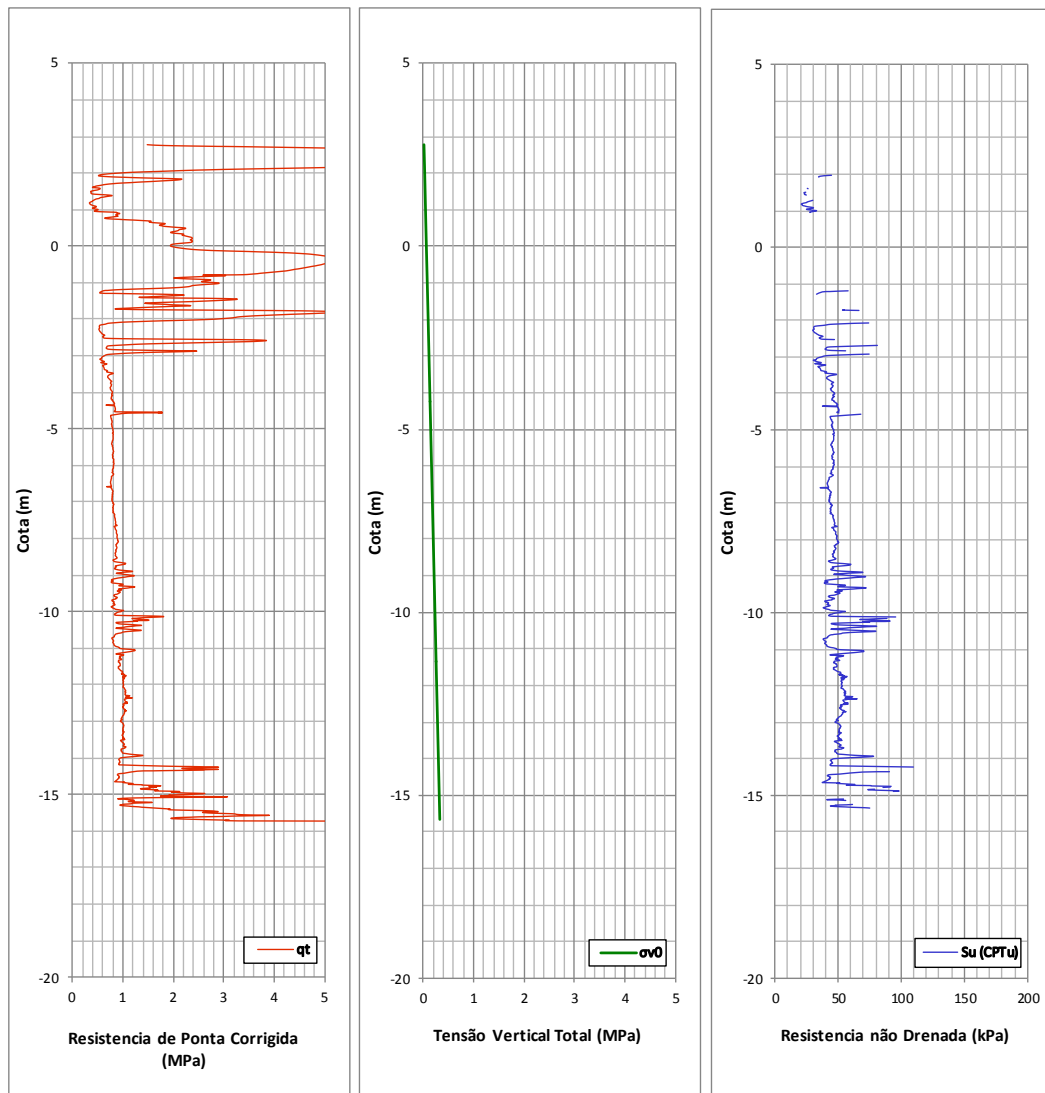 5
0
-5
-10
-15
-20
0 1 2 3 4 5
Cota (m)
qt
Resistencia de Ponta Corrigida
(MPa)
5
0
-5
-10
-15
-20
0 1 2 3 4 5
Cota (m)
σv0
Tensão Vertical Total (MPa)
5
0
-5
-10
-15
-20
0 50 100 150 200
Cota (m)
Su (CPTu)
Resistencia não Drenada (kPa)